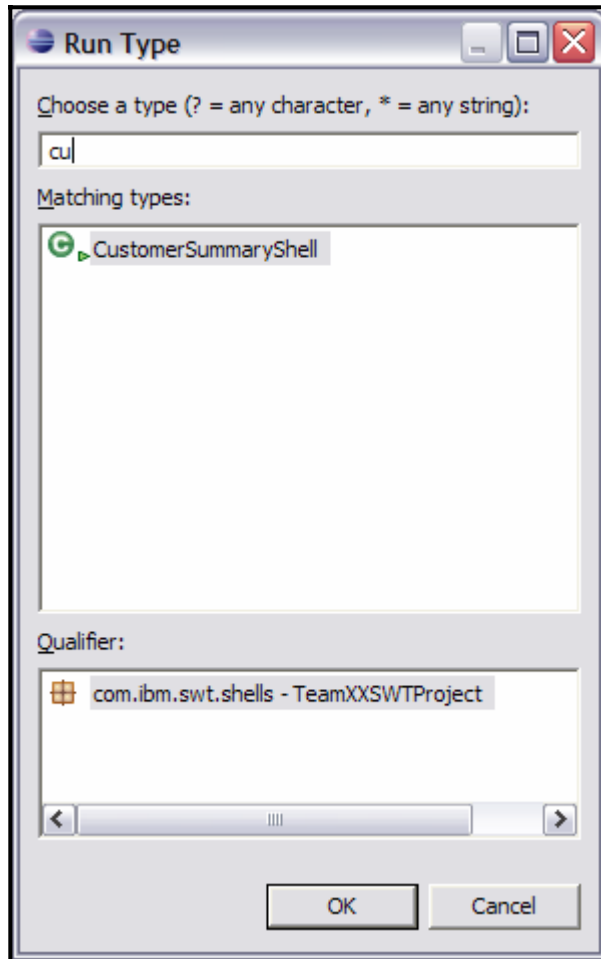 Run Type
Choose a type (? = any character, * = any string):
cu
Matching types:
C CustomerSummaryShell
Qualifier:
com.ibm.swt.shells - TeamXXSWTProject
OK Cancel